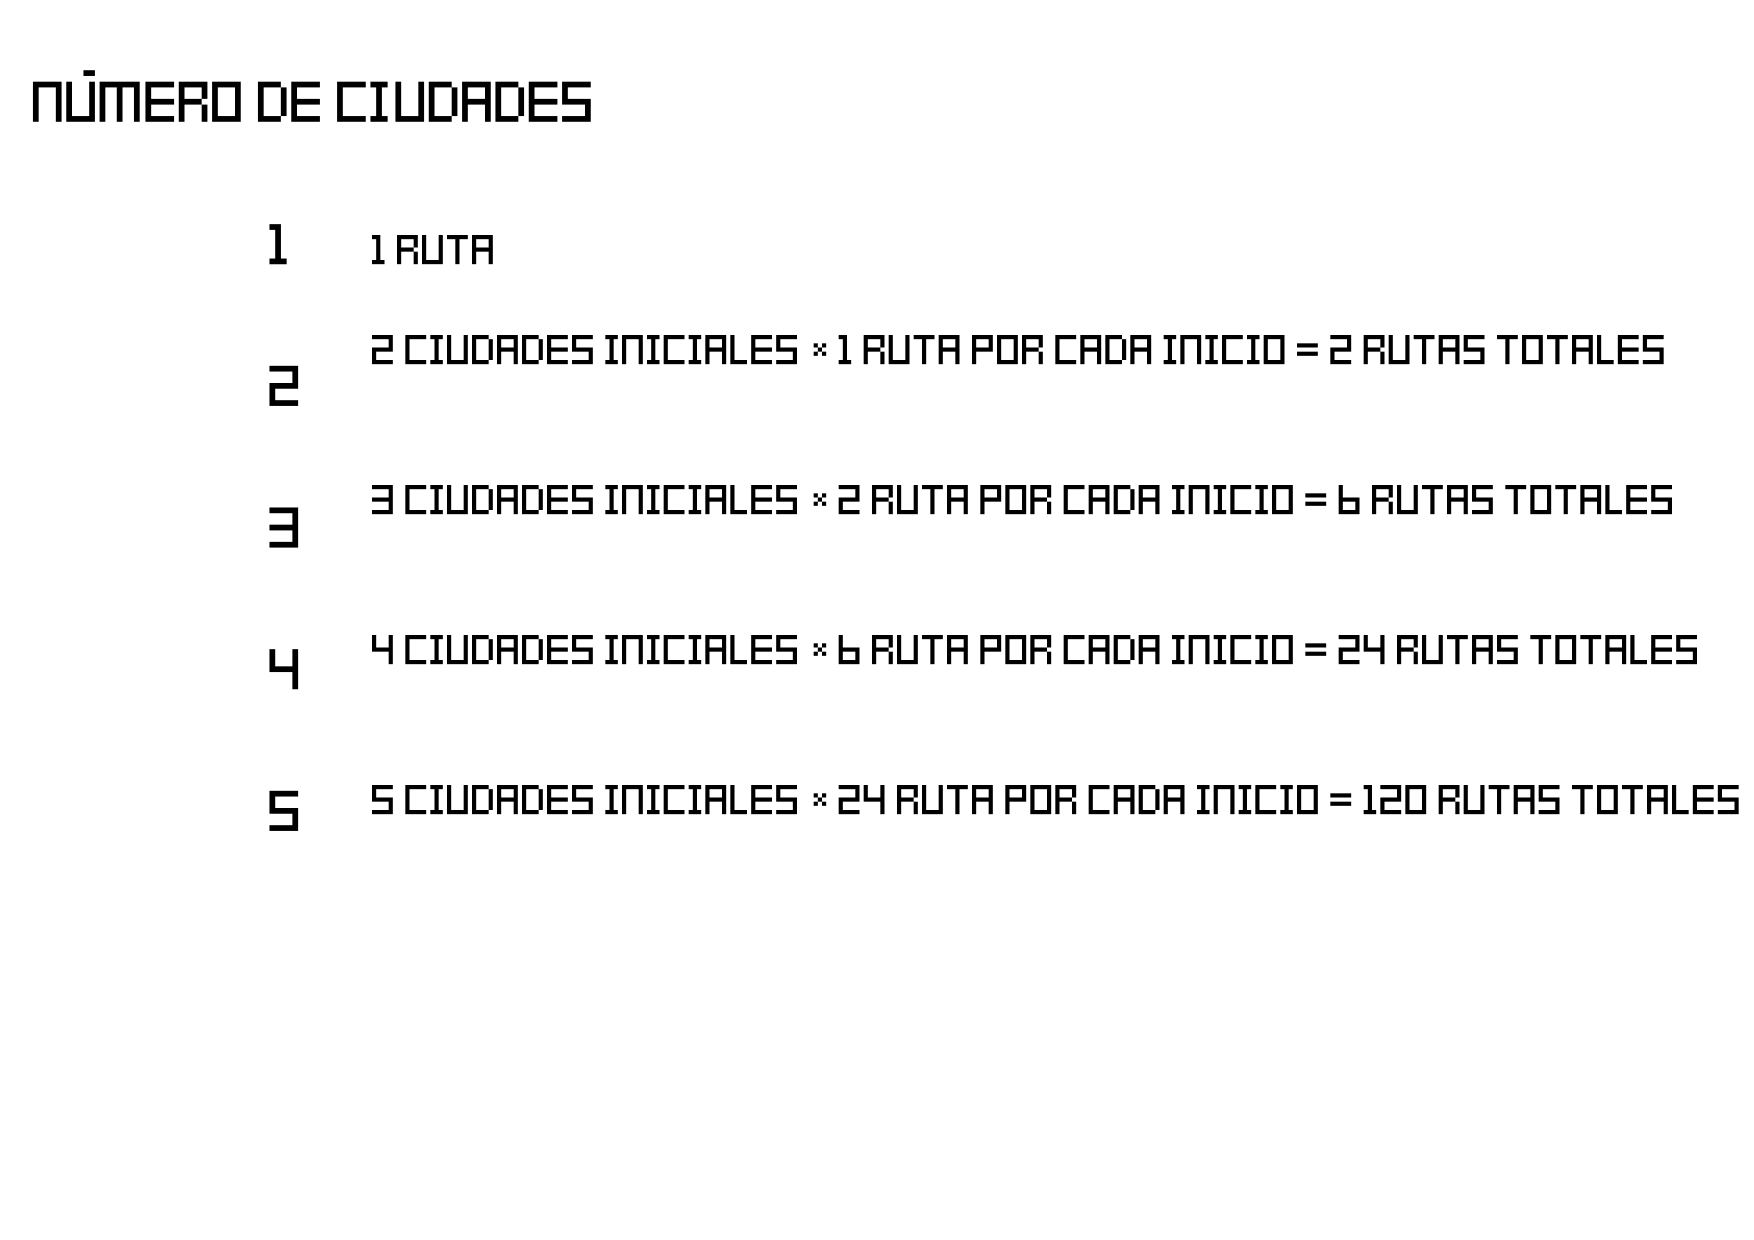 NÚMERO DE CIUDADES
1 1 RUTA
2 2 CIUDADES INICIALES × 1 RUTA POR CADA INICIO = 2 RUTAS TOTALES
3 3 CIUDADES INICIALES × 2 RUTA POR CADA INICIO = 6 RUTAS TOTALES
4 4 CIUDADES INICIALES × 6 RUTA POR CADA INICIO = 24 RUTAS TOTALES
5 5 CIUDADES INICIALES × 24 RUTA POR CADA INICIO = 120 RUTAS TOTALES